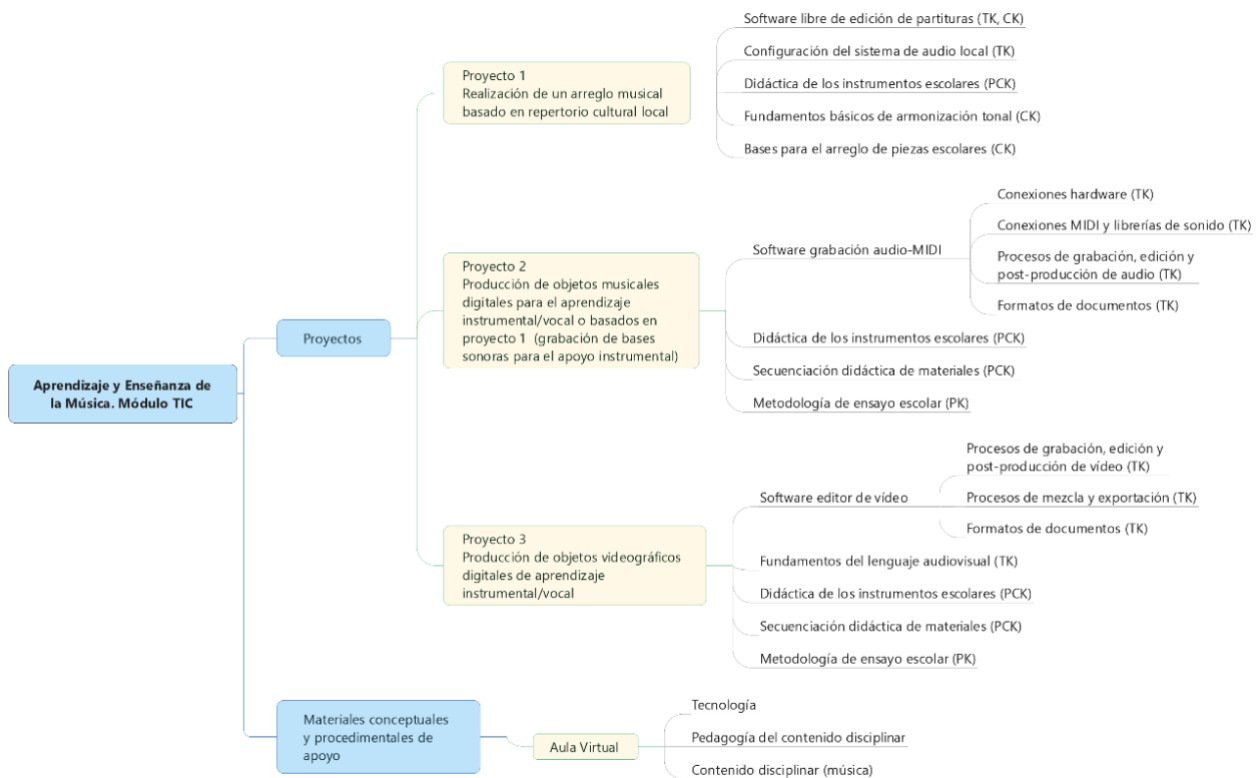 Aprendizaje y Enseñanza de
la Música. Módulo TIC
Proyectos
Proyecto 1
Realización de un arreglo musical
basado en repertorio cultural local
Software libre de edición de partituras (TK, CK)
Configuración del sistema de audio local (TK)
Didáctica de los instrumentos escolares (PCK)
Fundamentos básicos de armonización tonal (CK)
Bases para el arreglo de piezas escolares (CK)
Proyecto 2
Producción de objetos musicales
digitales para el aprendizaje
instrumental/vocal o basados en
proyecto 1 (grabación de bases
sonoras para el apoyo instrumental)
Software grabación audio-MIDI
Conexiones hardware (TK)
Conexiones MIDI y librerías de sonido (TK)
Procesos de grabación, edición y
post-producción de audio (TK)
Formatos de documentos (TK)
Didáctica de los instrumentos escolares (PCK)
Secuenciación didáctica de materiales (PCK)
Metodología de ensayo escolar (PK)
Proyecto 3
Producción de objetos videográficos
digitales de aprendizaje
instrumental/vocal
Software editor de vídeo
Procesos de grabación, edición y
post-producción de vídeo (TK)
Procesos de mezcla y exportación (TK)
Formatos de documentos (TK)
Fundamentos del lenguaje audiovisual (TK)
Didáctica de los instrumentos escolares (PCK)
Secuenciación didáctica de materiales (PCK)
Metodología de ensayo escolar (PK)
Materiales conceptuales
y procedimentales de
apoyo
Aula Virtual
Tecnología
Pedagogía del contenido disciplinar
Contenido disciplinar (música)